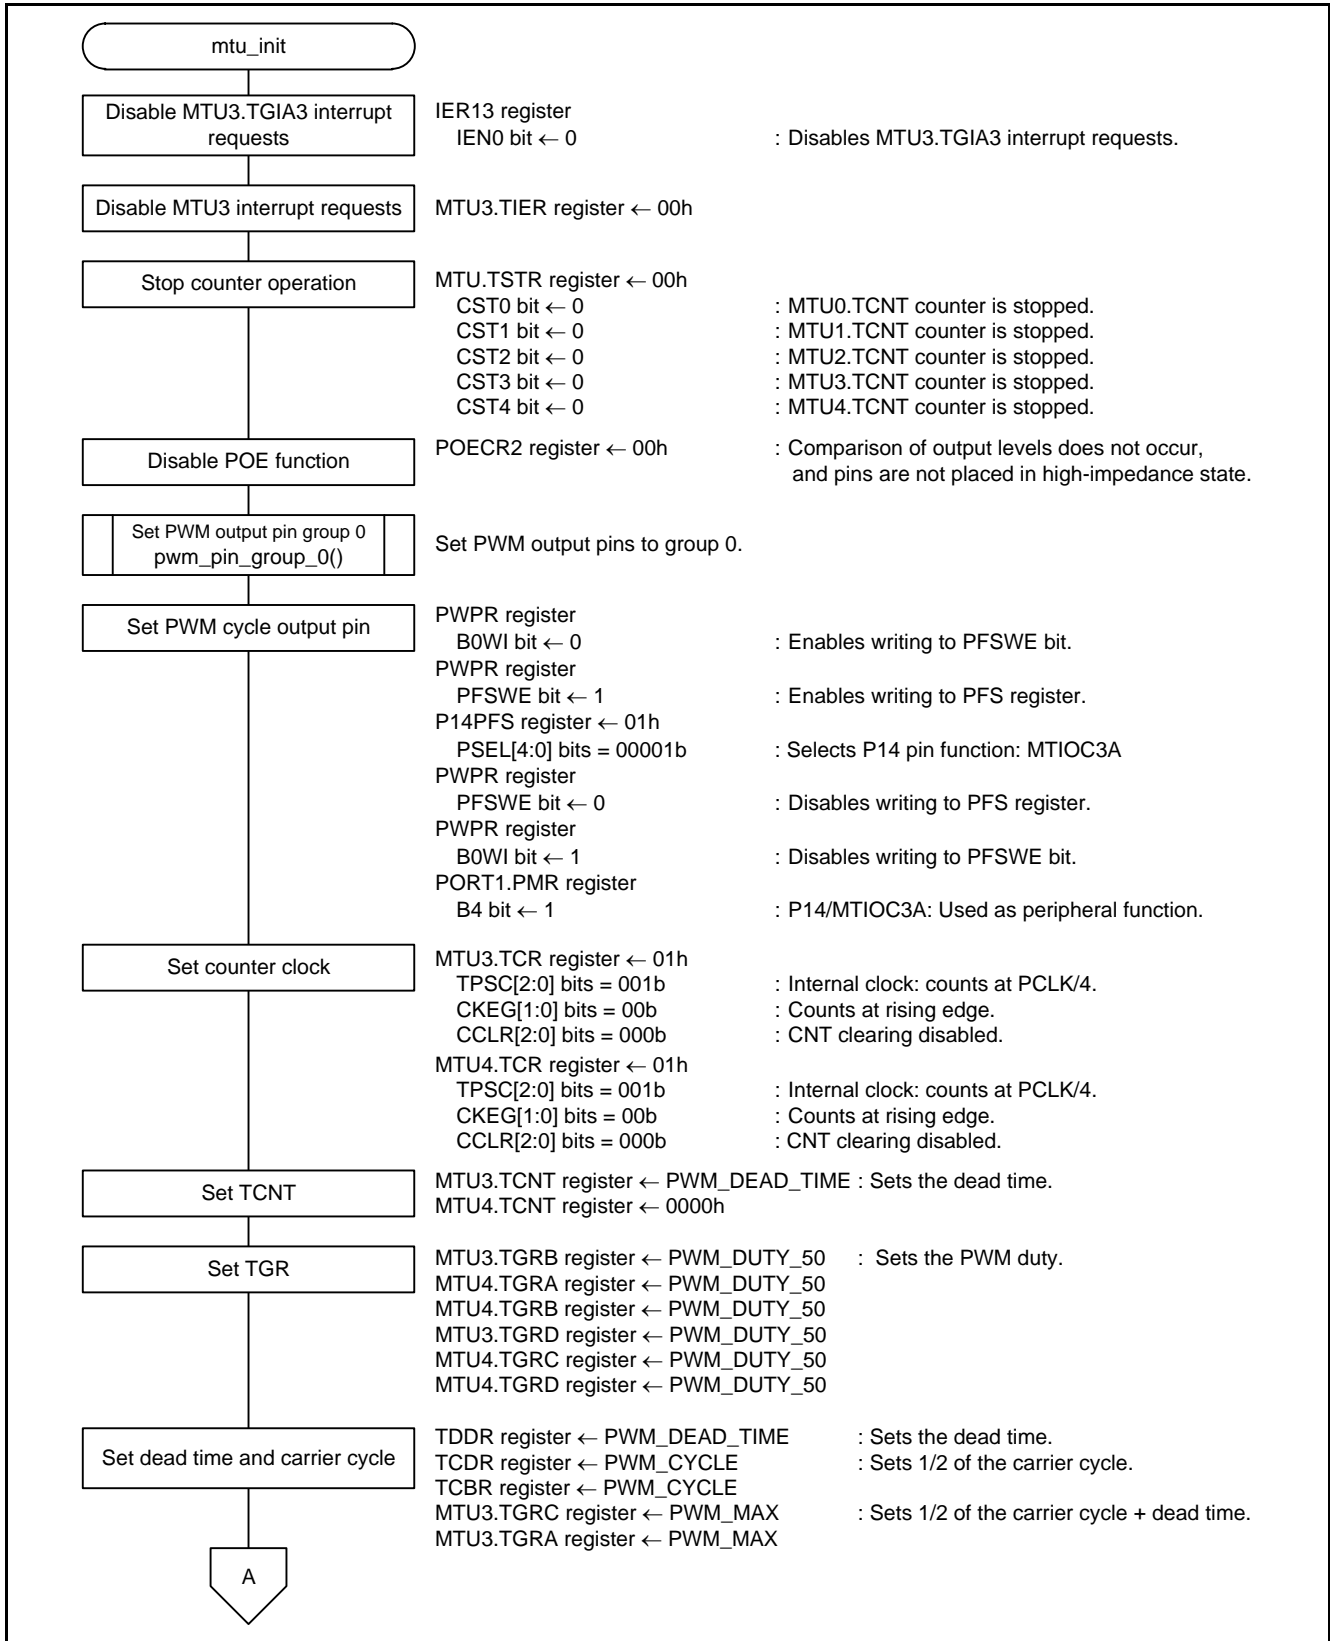 mtu_init
Disable MTU3.TGIA3 interrupt
requests
IER13 register
IEN0 bit ← 0 : Disables MTU3.TGIA3 interrupt requests.
Disable MTU3 interrupt requests
MTU3.TIER register ← 00h
Stop counter operation
MTU.TSTR register ← 00h
CST0 bit ← 0 : MTU0.TCNT counter is stopped.
CST1 bit ← 0 : MTU1.TCNT counter is stopped.
CST2 bit ← 0 : MTU2.TCNT counter is stopped.
CST3 bit ← 0 : MTU3.TCNT counter is stopped.
CST4 bit ← 0 : MTU4.TCNT counter is stopped.
Disable POE function
POECR2 register ← 00h : Comparison of output levels does not occur,
and pins are not placed in high-impedance state.
Set PWM output pin group 0
pwm_pin_group_0()
Set PWM output pins to group 0.
Set PWM cycle output pin
PWPR register
B0WI bit ← 0 : Enables writing to PFSWE bit.
PWPR register
PFSWE bit ← 1 : Enables writing to PFS register.
P14PFS register ← 01h
PSEL[4:0] bits = 00001b : Selects P14 pin function: MTIOC3A
PWPR register
PFSWE bit ← 0 : Disables writing to PFS register.
PWPR register
B0WI bit ← 1 : Disables writing to PFSWE bit.
PORT1.PMR register
B4 bit ← 1 : P14/MTIOC3A: Used as peripheral function.
Set counter clock
MTU3.TCR register ← 01h
TPSC[2:0] bits = 001b : Internal clock: counts at PCLK/4.
CKEG[1:0] bits = 00b : Counts at rising edge.
CCLR[2:0] bits = 000b : CNT clearing disabled.
MTU4.TCR register ← 01h
TPSC[2:0] bits = 001b : Internal clock: counts at PCLK/4.
CKEG[1:0] bits = 00b : Counts at rising edge.
CCLR[2:0] bits = 000b : CNT clearing disabled.
Set TCNT
MTU3.TCNT register ← PWM_DEAD_TIME : Sets the dead time.
MTU4.TCNT register ← 0000h
Set TGR
MTU3.TGRB register ← PWM_DUTY_50 : Sets the PWM duty.
MTU4.TGRA register ← PWM_DUTY_50
MTU4.TGRB register ← PWM_DUTY_50
MTU3.TGRD register ← PWM_DUTY_50
MTU4.TGRC register ← PWM_DUTY_50
MTU4.TGRD register ← PWM_DUTY_50
Set dead time and carrier cycle
TDDR register ← PWM_DEAD_TIME : Sets the dead time.
TCDR register ← PWM_CYCLE : Sets 1/2 of the carrier cycle.
TCBR register ← PWM_CYCLE
MTU3.TGRC register ← PWM_MAX : Sets 1/2 of the carrier cycle + dead time.
MTU3.TGRA register ← PWM_MAX
A